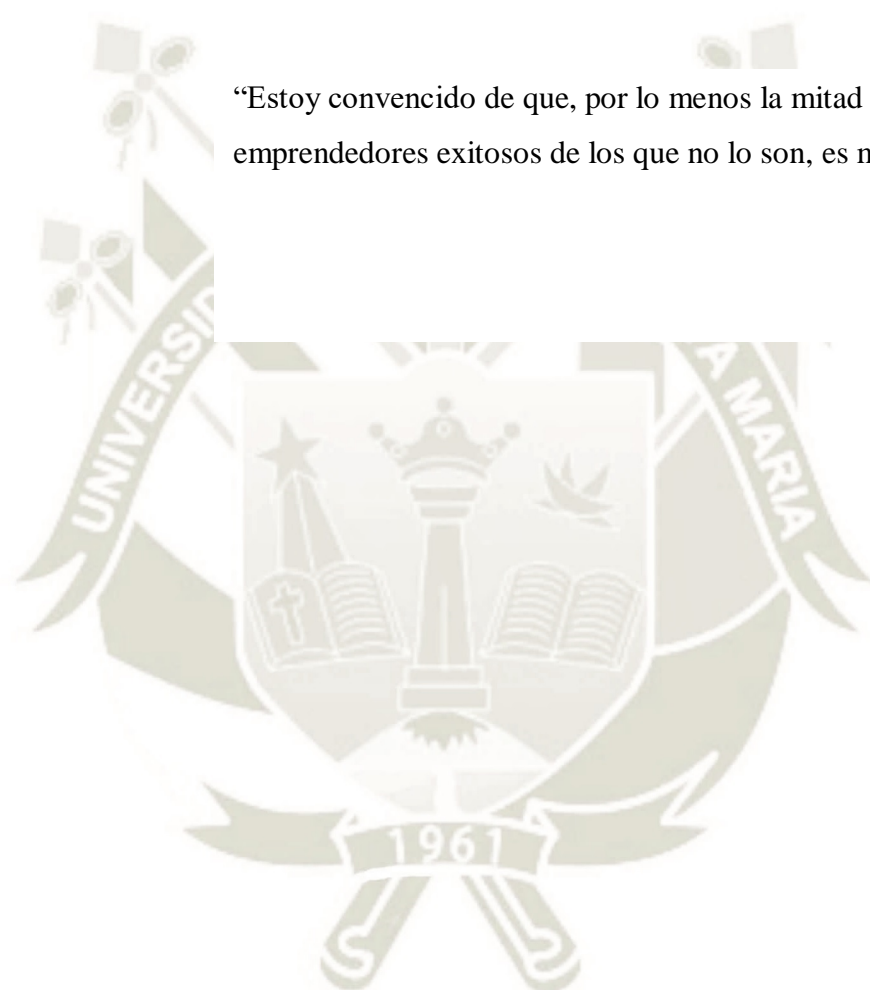 “Estoy convencido de que, por lo menos la mitad
emprendedores exitosos de los que no lo son, es
UNIVERSI
A MARIA
1961